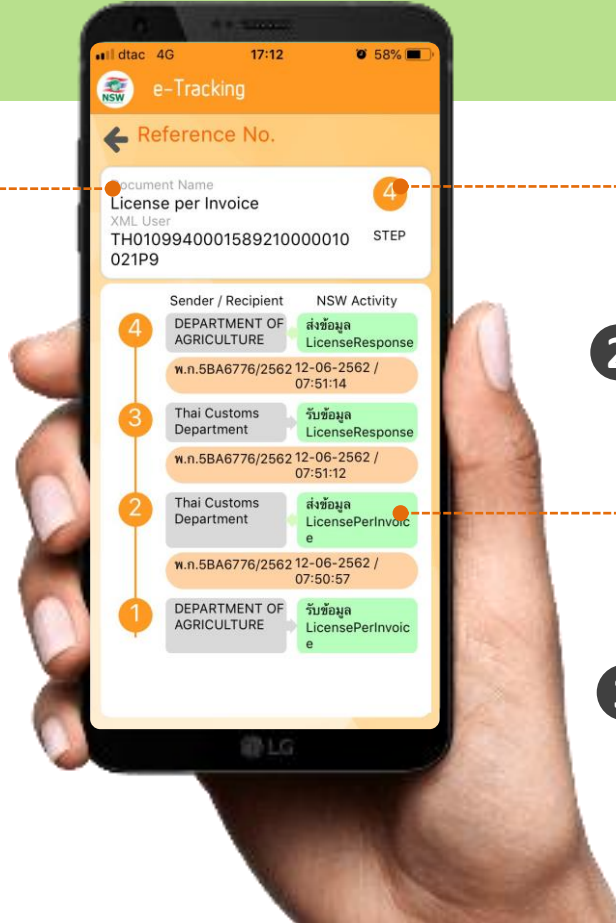 dtac 4G 17:12 58%
NSW e-Tracking
Reference No.
Document Name
License per Invoice
XML User
TH0109940001589210000010
021P9
4
STEP
Sender / Recipient NSW Activity
4 DEPARTMENT OF AGRICULTURE
ส่งข้อมูล
LicenseResponse
พ.ก.5BA6776/2562 12-06-2562 /
07:51:14
3 Thai Customs
Department
รับข้อมูล
LicenseResponse
พ.ก.5BA6776/2562 12-06-2562 /
07:51:12
2 Thai Customs
Department
ส่งข้อมูล
LicensePerInvoic
e
พ.ก.5BA6776/2562 12-06-2562 /
07:50:57
1 DEPARTMENT OF
AGRICULTURE
รับข้อมูล
LicensePerInvoic
e
LG